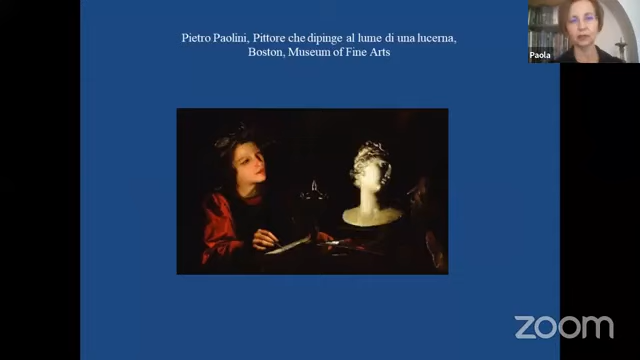 Pietro Paolini, Pittore che dipinge al lume di una lucerna,
Boston, Museum of Fine Arts
Paola
zoom